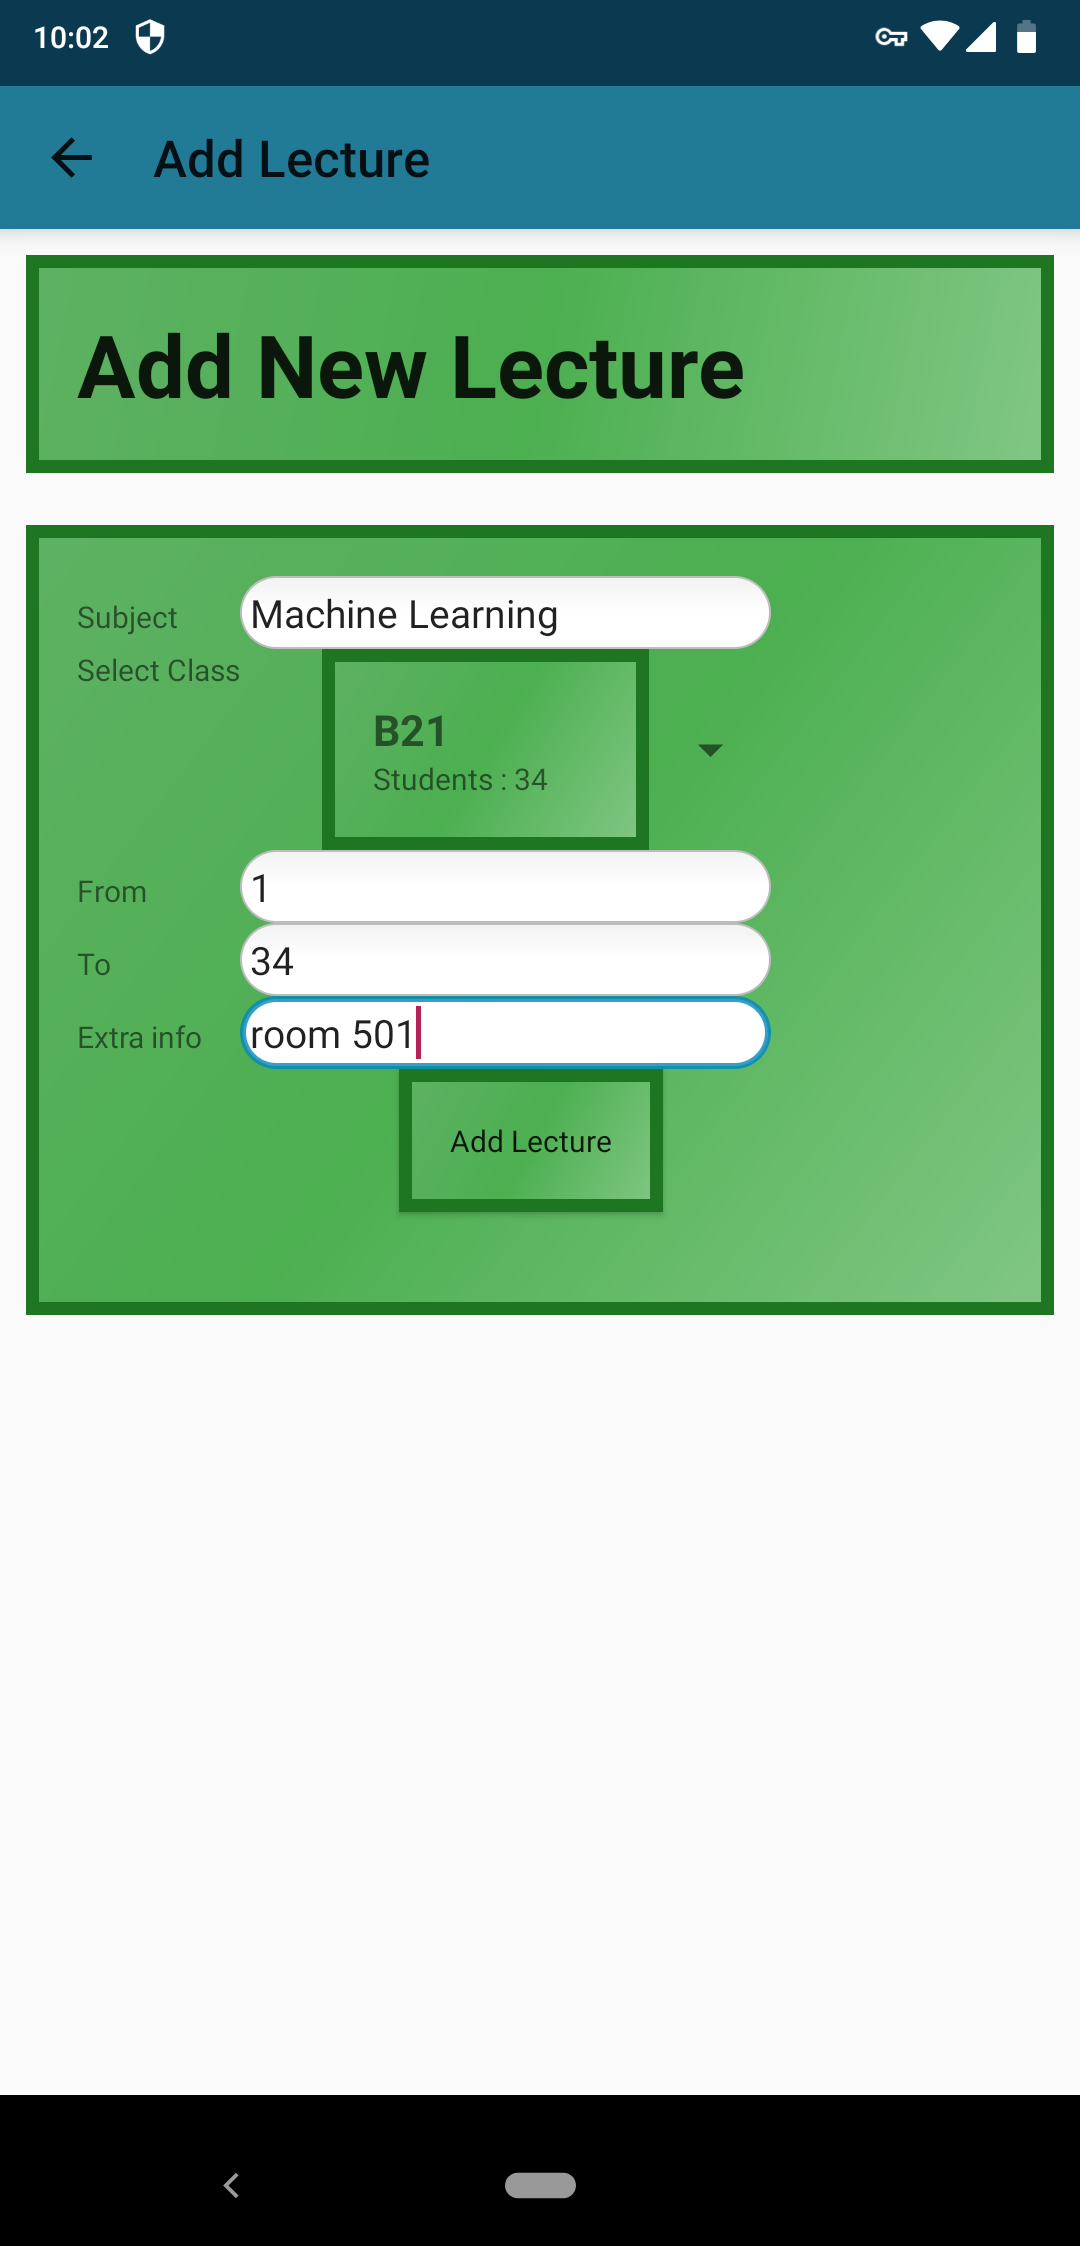 10:02
Add Lecture
Add New Lecture
Subject
Machine Learning
Select Class
B21
Students : 34
From
1
To
34
Extra info
room 501
Add Lecture